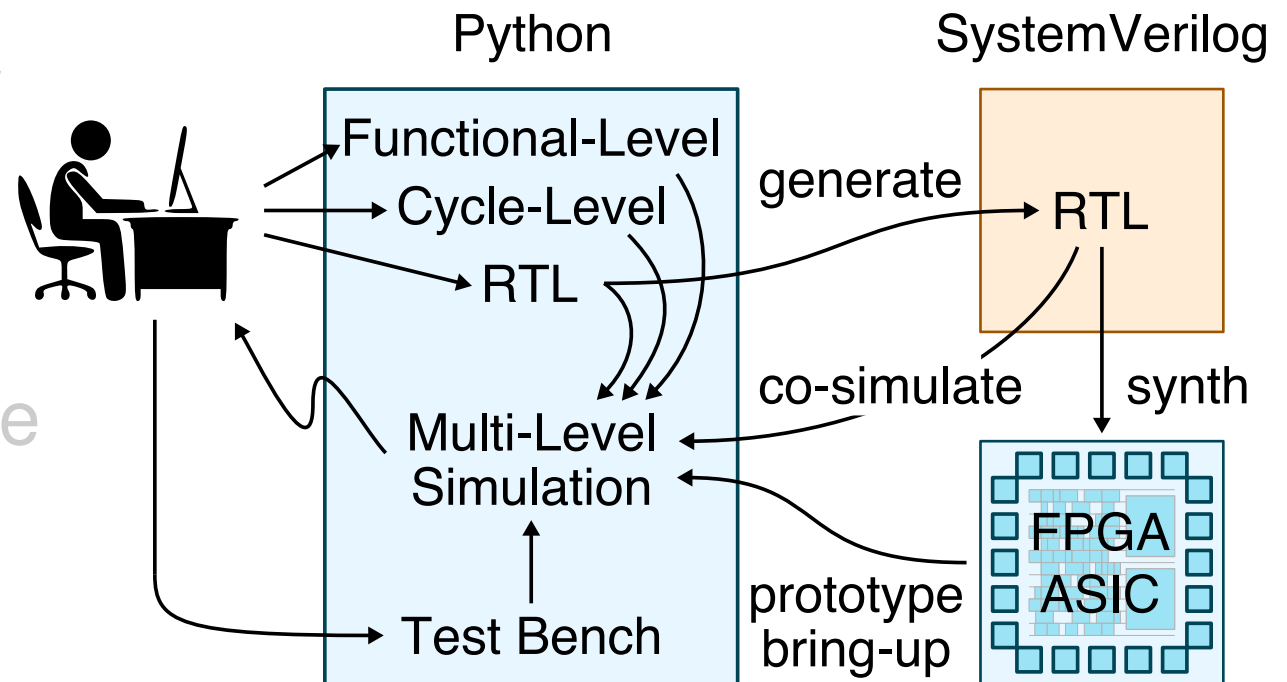 Python
SystemVerilog
Functional-Level
Cycle-Level
RTL
generate
RTL
co-simulate
synth
e
Multi-Level
Simulation
FPGA
ASIC
prototype
bring-up
Test Bench